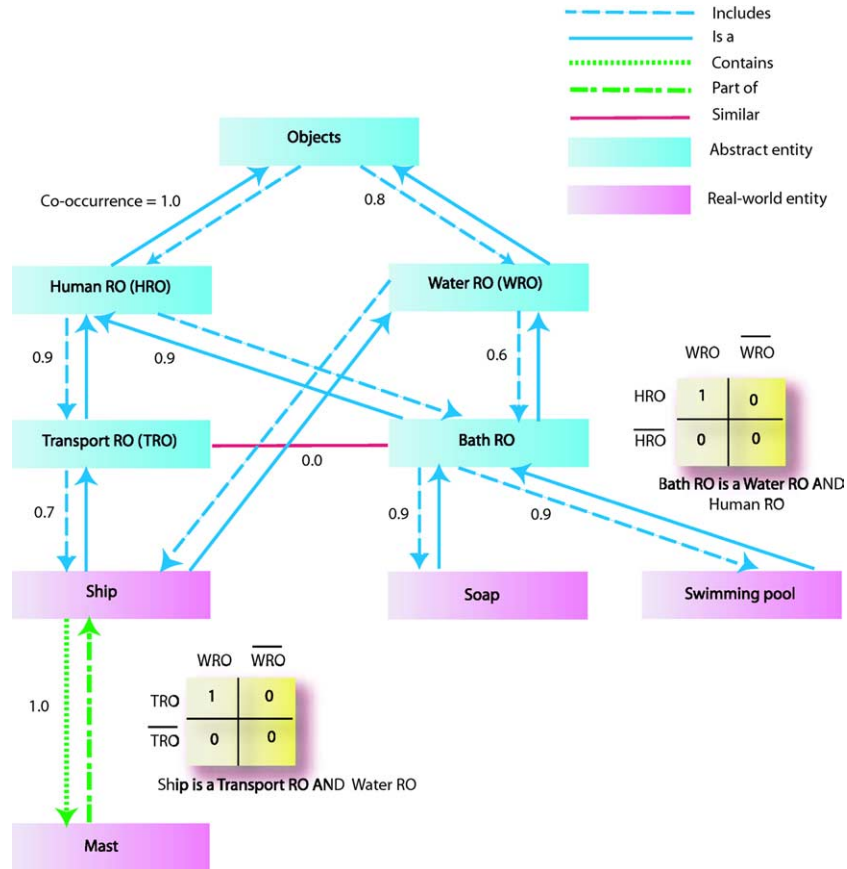 Includes
Is a
Contains
Part of
Similar
Abstract entity
Real-world entity
Objects
Co-occurrence = 1.0
0.8
Human RO (HRO)
Water RO (WRO)
0.9
0.9
0.6
WRO
WRO
HRO
1
0
HRO
0
0
Bath RO is a Water RO AND
Human RO
Transport RO (TRO)
0.0
Bath RO
0.7
0.9
0.9
Ship
Soap
Swimming pool
WRO
WRO
1.0
TRO
1
0
TRO
0
0
Ship is a Transport RO AND Water RO
Mast